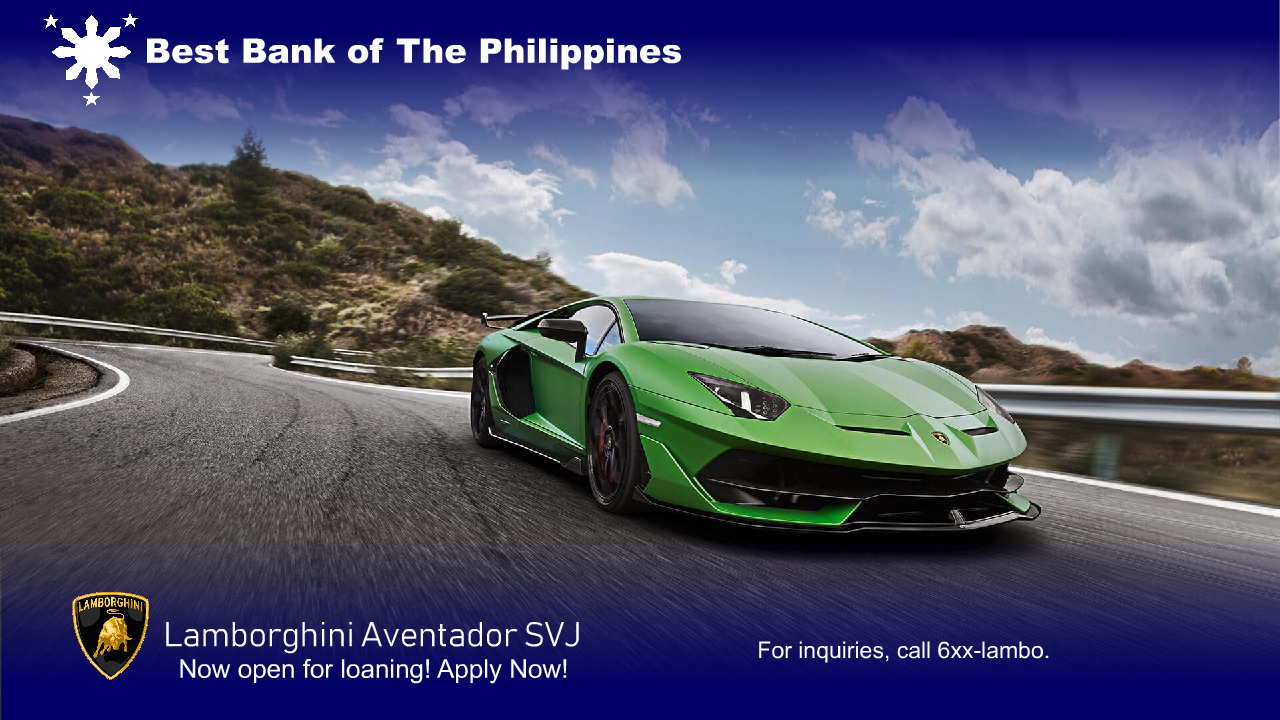 Best Bank of The Philippines
LAMBORGHINI
Lamborghini Aventador SVJ
Now open for loaning! Apply Now!
For inquiries, call 6xx-lambo.